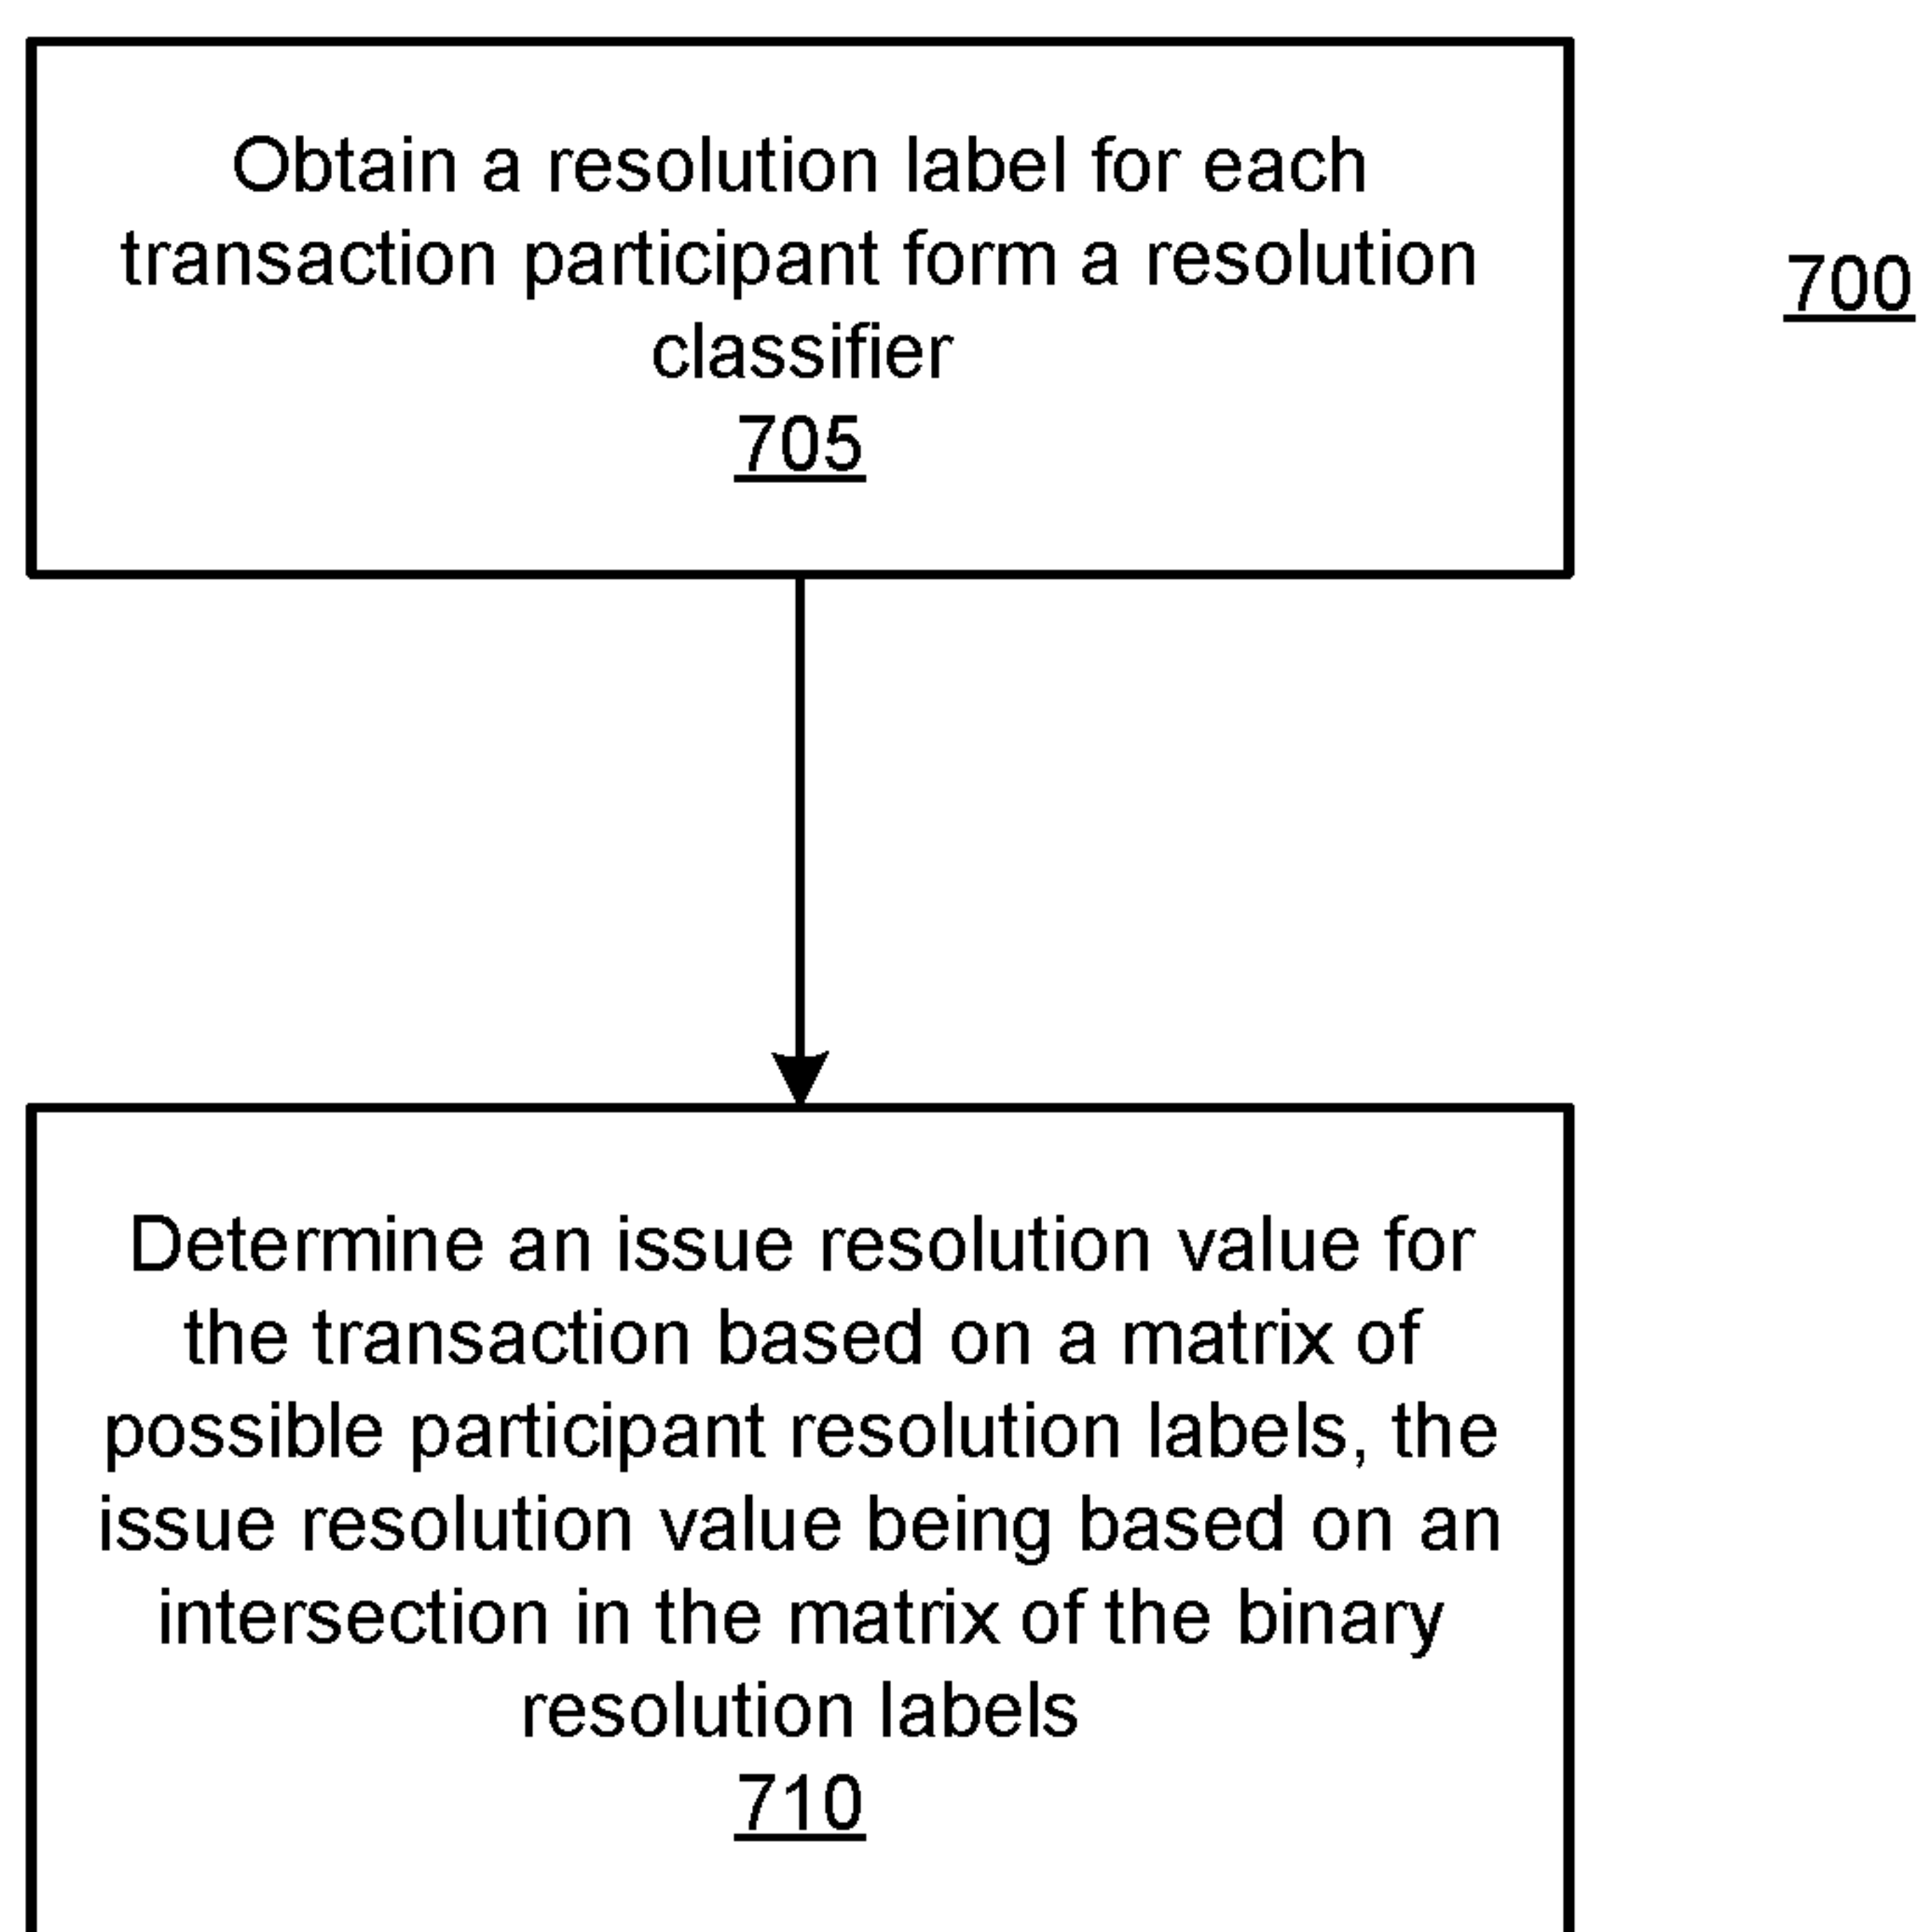 Obtain a resolution label for each
transaction participant form a resolution
classifier
705
700
Determine an issue resolution value for
the transaction based on a matrix of
possible participant resolution labels, the
issue resolution value being based on an
intersection in the matrix of the binary
resolution labels
710